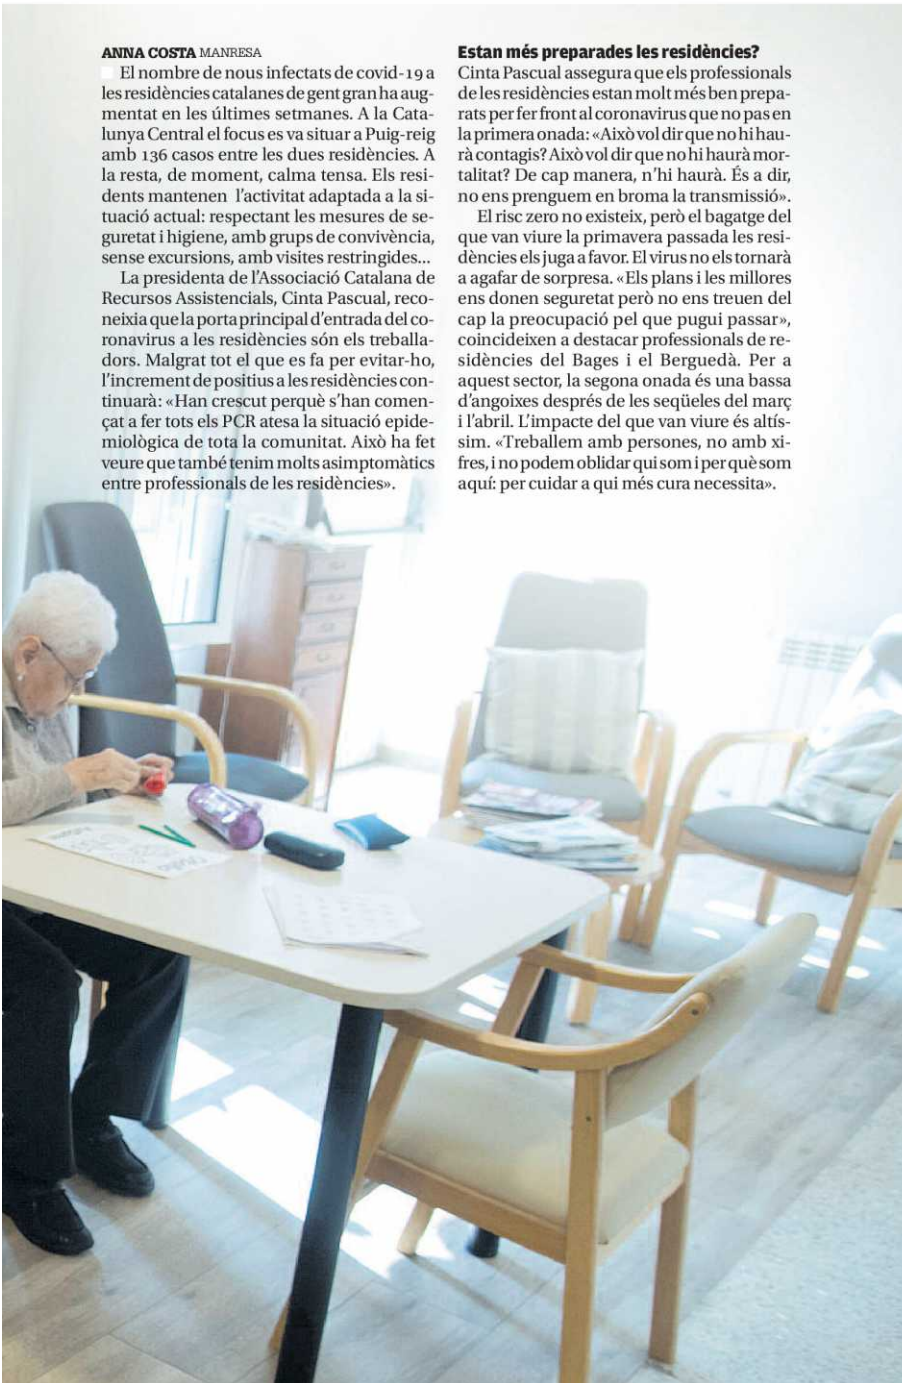 ANNA COSTA MANRESA
El nombre de nous infectats de covid-19 a
les residències catalanes de gent gran ha aug-
mentat en les últimes setmanes. A la Cata-
lunya Central el focus es va situar a Puig-reig
amb 136 casos entre les dues residències. A
la resta, de moment, calma tensa. Els resi-
dents mantenen l'activitat adaptada a la si-
tuació actual: respectant les mesures de se-
guretat i higiene, amb grups de convivència,
sense excursions, amb visites restringides...
La presidenta de l'Associació Catalana de
Recursos Assistencials, Cinta Pascual, reco-
neixia que la porta principal d'entrada del co-
ronavirus a les residències són els treballa-
dors. Malgrat tot el que es fa per evitar-ho,
l'increment de positius a les residències con-
tinuarà: «Han crescut perquè s'han comen-
çat a fer tots els PCR atesa la situació epide-
miològica de tota la comunitat. Això ha fet
veure que també tenim molts asimptomàtics
entre professionals de les residències».
Estan més preparades les residències?
Cinta Pascual assegura que els professionals
de les residències estan molt més ben prepa-
rats per fer front al coronavirus que no pas en
la primera onada: «Això vol dir que no hi hau-
rà contagis? Això vol dir que no hi haurà mor-
talitat? De cap manera, n'hi haurà. És a dir,
no ens prenguem en broma la transmissió».
El risc zero no existeix, però el bagatge del
que van viure la primavera passada les resi-
dències els juga a favor. El virus no els tornarà
a agafar de sorpresa. «Els plans i les millores
ens donen seguretat però no ens treuen del
cap la preocupació pel que pugui passar»,
coincideixen a destacar professionals de re-
sidències del Bages i el Berguedà. Per a
aquest sector, la segona onada és una bassa
d'angoixes després de les seqüeles del març
i l'abril. L'impacte del que van viure és altís-
sim. «Treballem amb persones, no amb xi-
fres, i no podem oblidar qui som i per què som
aquí: per cuidar a qui més cura necessita».